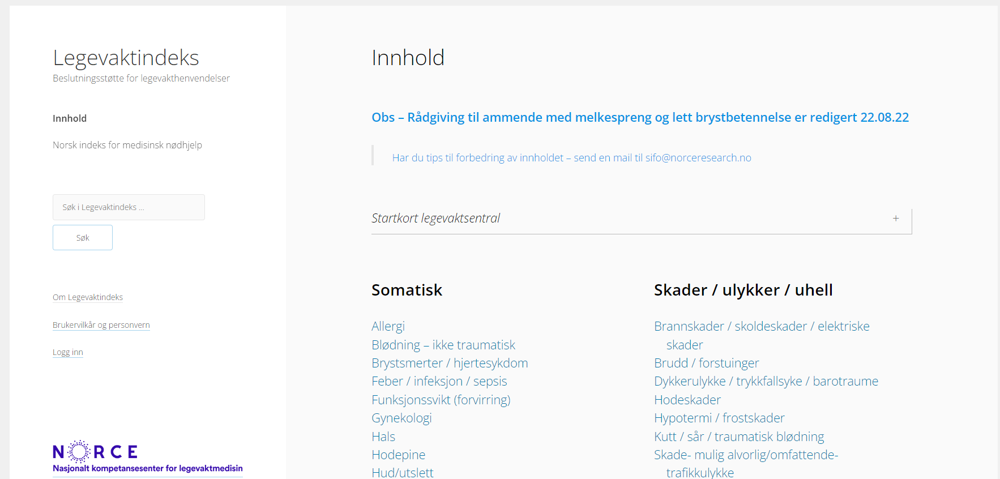 Legevaktindeks
Beslutningsstøtte for legevakthenvendelser
Innhold
Norsk indeks for medisinsk nødhjelp
Søk i Legevaktindeks ...
Søk
Om Legevaktindeks
Brukervilkår og personvern
Logg inn
NORCE
Nasjonalt kompetansesenter for legevaktmedisin
Innhold
Obs – Rådgiving til ammende med melkespreng og lett brystbetennelse er redigert 22.08.22
Har du tips til forbedring av innholdet – send en mail til sifo@norceresearch.no
Startkort legevaktsentral +
Somatisk
Allergi
Blødning – ikke traumatisk
Brystsmerter / hjertesykdom
Feber / infeksjon / sepsis
Funksjonssvikt (forvirring)
Gynekologi
Hals
Hodepine
Hud/utslett
Skader / ulykker / uhell
Brannskader / skoldeskader / elektriske
skader
Brudd / forstuinger
Dykkerulykke / trykkfallsyke / barotraume
Hodeskader
Hypotermi / frostskader
Kutt / sår / traumatisk blødning
Skade- mulig alvorlig/omfattende-
trafikkulykke